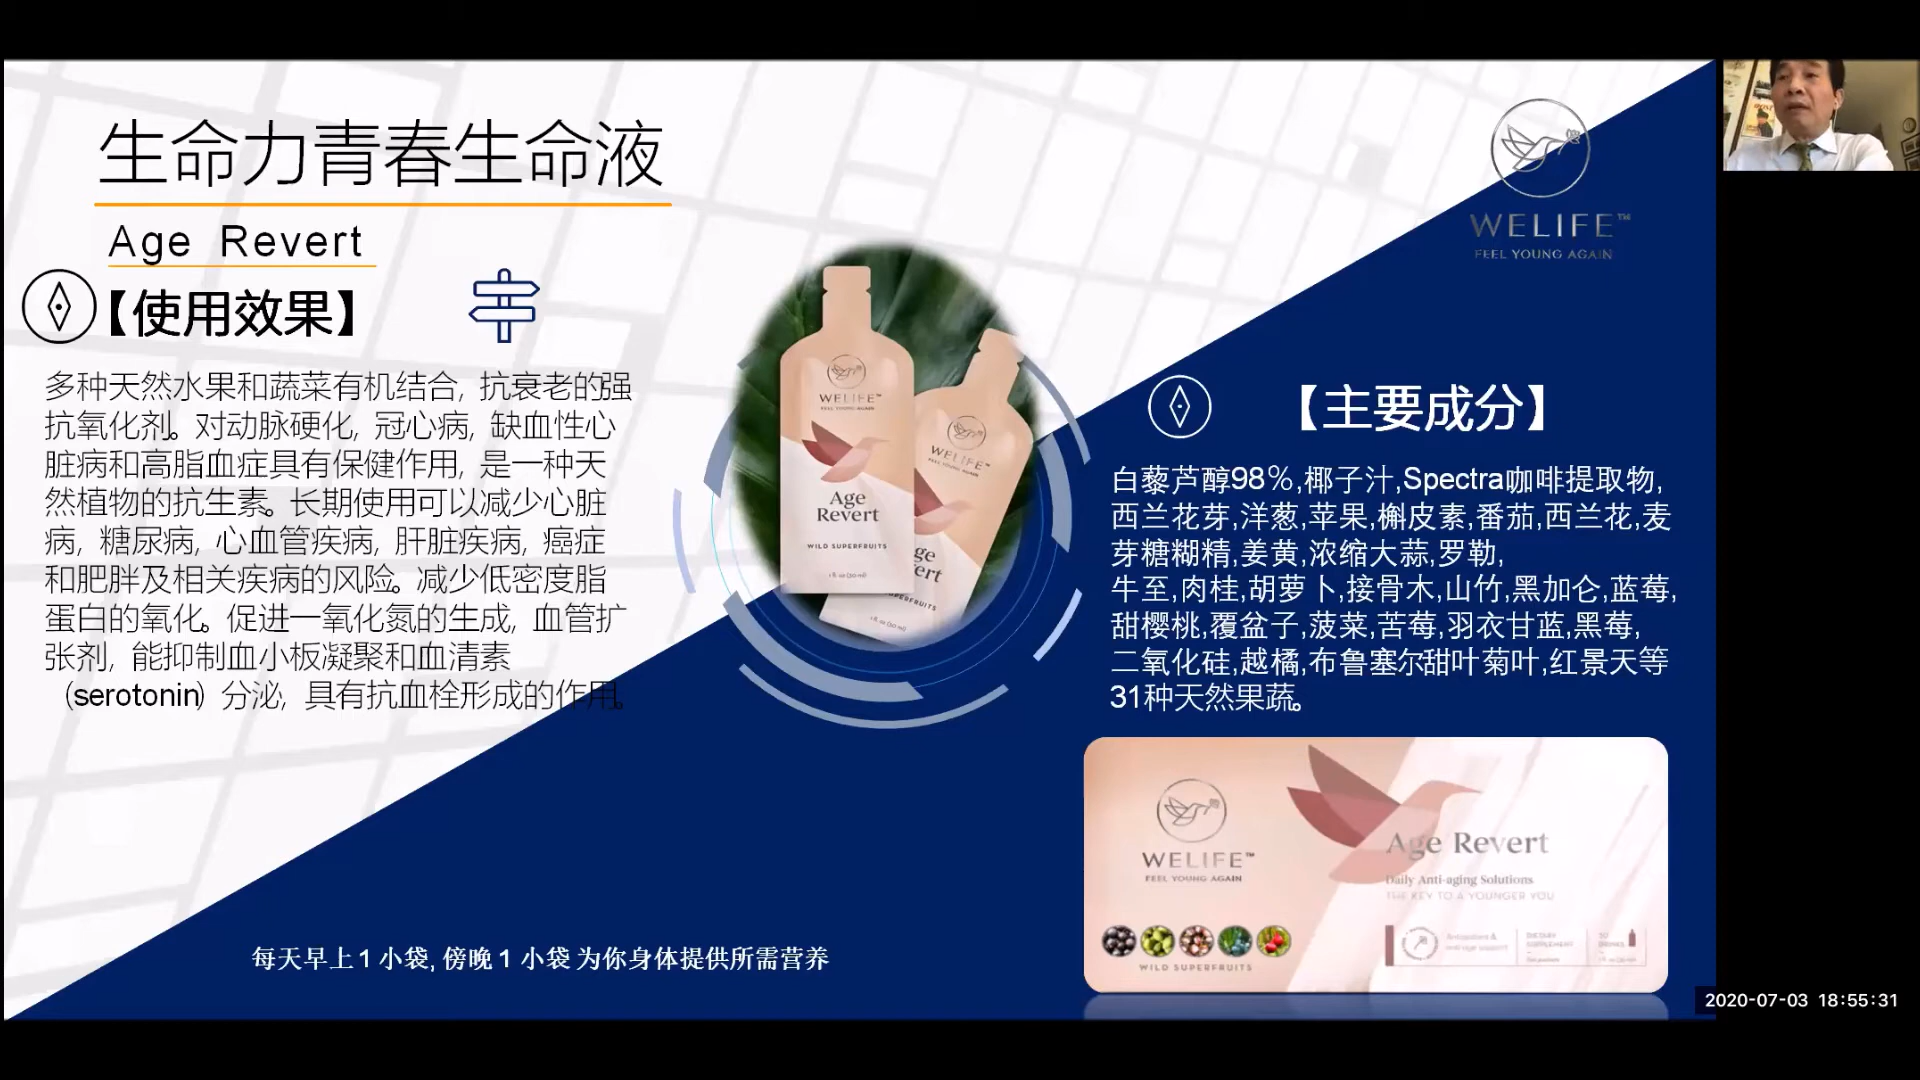 生命力青春生命液
Age Revert
【使用效果】
多种天然水果和蔬菜有机结合, 抗衰老的强
抗氧化剂。对动脉硬化, 冠心病, 缺血性心
脏病和高脂血症具有保健作用, 是一种天
然植物的抗生素。长期使用可以减少心脏
病, 糖尿病, 心血管疾病, 肝脏疾病, 癌症
和肥胖及相关疾病的风险。减少低密度脂
蛋白的氧化。促进一氧化氮的生成, 血管扩
张剂, 能抑制血小板凝聚和血清素
（serotonin）分泌, 具有抗血栓形成的作用。
每天早上1小袋, 傍晚1小袋为你身体提供所需营养
WELIFE™
FEEL YOUNG AGAIN
Age
Revert
WILD SUPERFRUITS
WELIFE™
FEEL YOUNG AGAIN
WELIFE™
FEEL YOUNG AGAIN
【主要成分】
白藜芦醇98%,椰子汁,Spectra咖啡提取物,
西兰花芽,洋葱,苹果,槲皮素,番茄,西兰花,麦
芽糖糊精,姜黄,浓缩大蒜,罗勒,
牛至,肉桂,胡萝卜,接骨木,山竹,黑加仑,蓝莓,
甜樱桃,覆盆子,菠菜,苦莓,羽衣甘蓝,黑莓,
二氧化硅,越橘,布鲁塞尔甜叶菊叶,红景天等
31种天然果蔬。
WELIFE™
FEEL YOUNG AGAIN
WILD SUPERFRUITS
Age Revert
Daily Anti-aging Solutions
THE KEY TO A YOUNGER YOU
DIETARY
SUPPLEMENT
2020-07-03 18:55:31